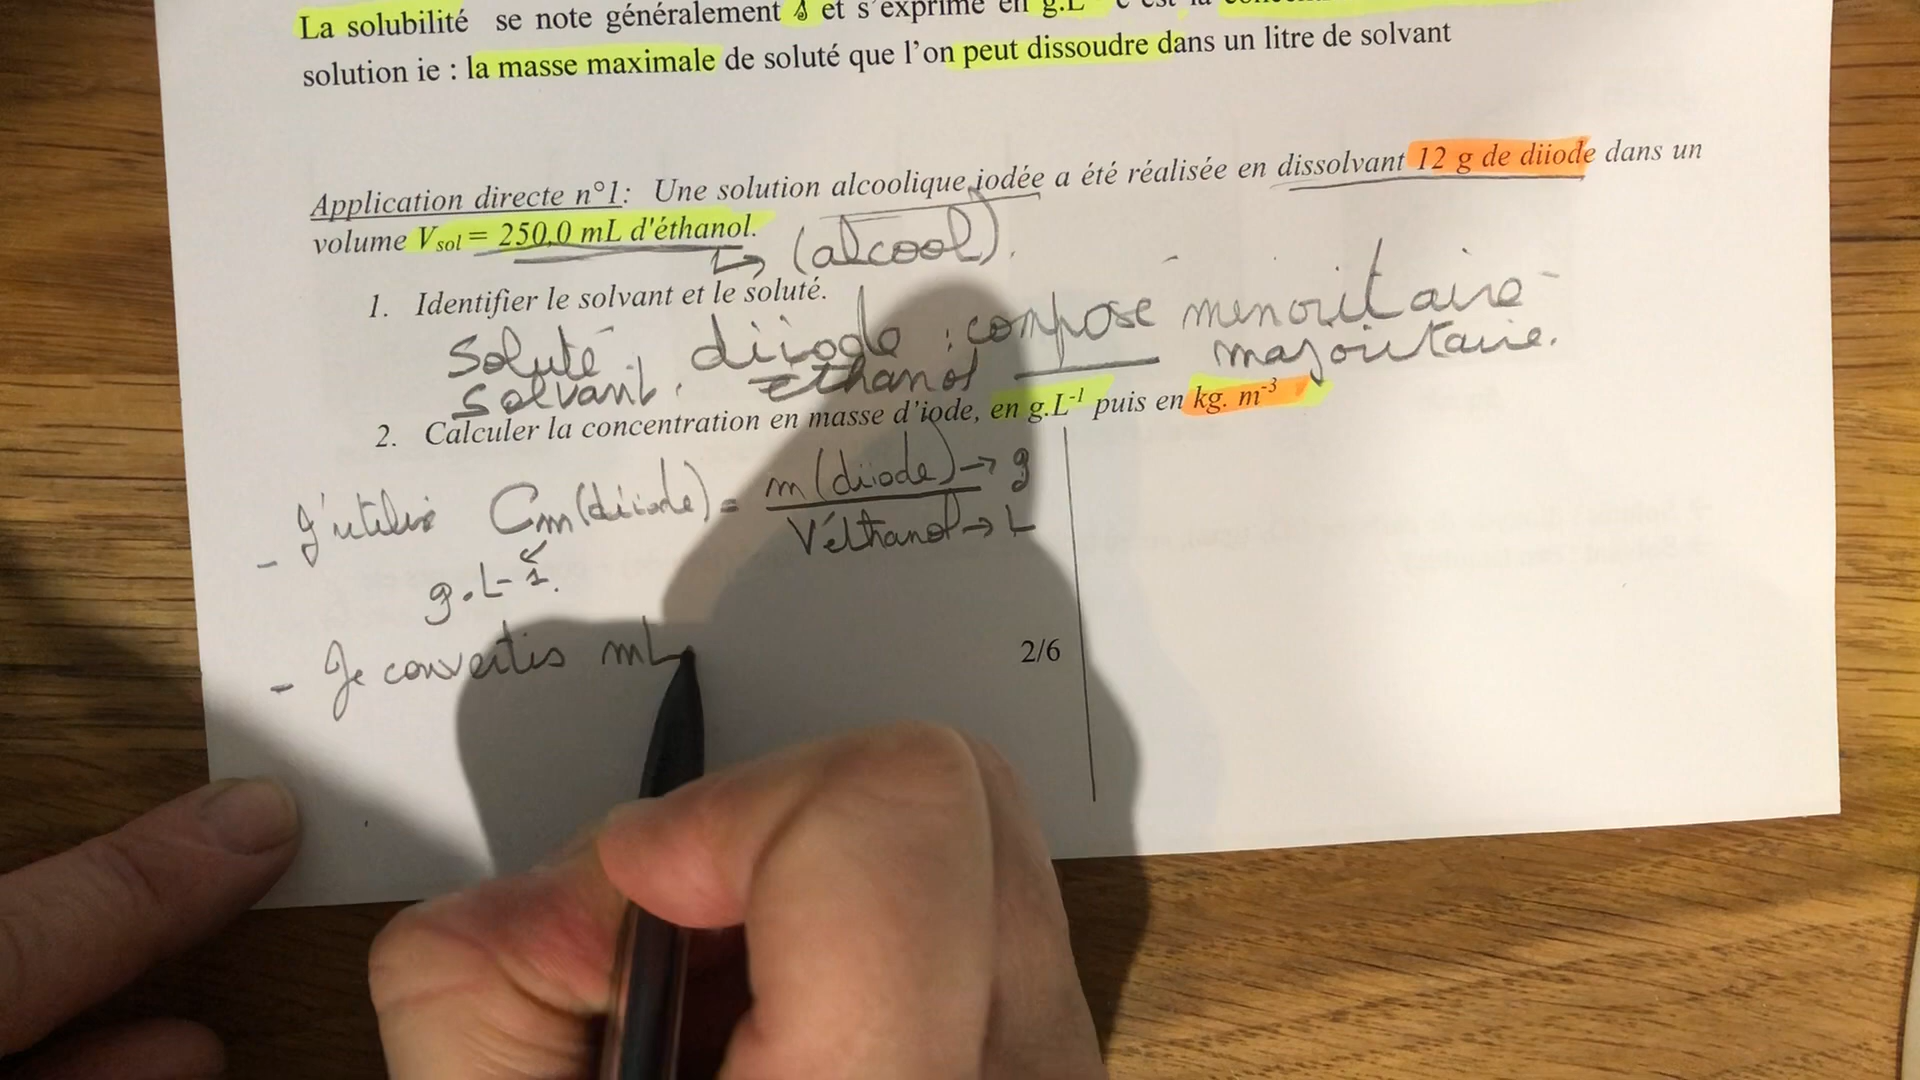 La solubilité se note généralement s et s'exprime en g.L c'est la
solution ie : la masse maximale de soluté que l'on peut dissoudre dans un litre de solvant
Application directe n°1: Une solution alcoolique iodée a été réalisée en dissolvant 12 g de diiode dans un
volume Vsol = 250,0 mL d'éthanol.
↳ (alcool).
1. Identifier le solvant et le soluté.
Soluté : diiode : composé menoritaire
solvant : éthanol majoritaire.
2. Calculer la concentration en masse d'iode, en g.L-1 puis en kg. m-3
- J'utilise Cm(diiode) = m(diiode) → g
Véthanol → L
g.L-1.
- Je convertis mL
2/6